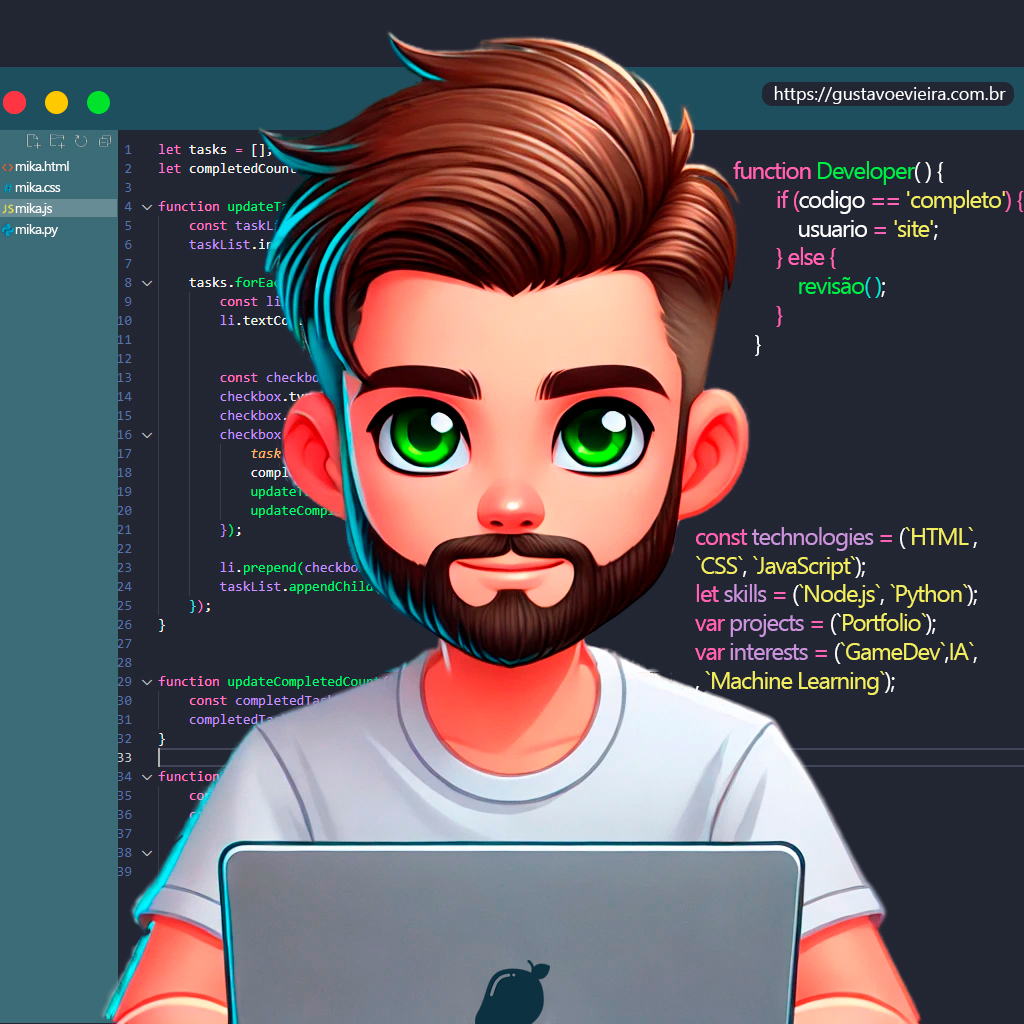 https://gustavoevieira.com.br
mika.html
mika.css
JS mika.js
mika.py
1 let tasks = [];
2 let completedCount
3
4 function updateTa
5 const taskLi
6 taskList.in
7
8 tasks.forEac
9 const li
10 li.textCo
11
12
13 const checkbo
14 checkbox.ty
15 checkbox.
16 checkbox
17 task
18 compl
19 updateT
20 updateComp
21 });
22
23 li.prepend(checkbo
24 taskList.appendChild
25 });
26 }
27
28
29 function updateCompletedCount(
30 const completedTask
31 completedTa
32 }
33
34 function
35 co
36
37
38
39
function Developer( ) {
if (codigo == 'completo') {
usuario = 'site';
} else {
revisão( );
}
}
const technologies = (`HTML`,
`CSS`, `JavaScript`);
let skills = (`Node.js`, `Python`);
var projects = (`Portfolio`);
var interests = (`GameDev`,IA`,
, `Machine Learning`);